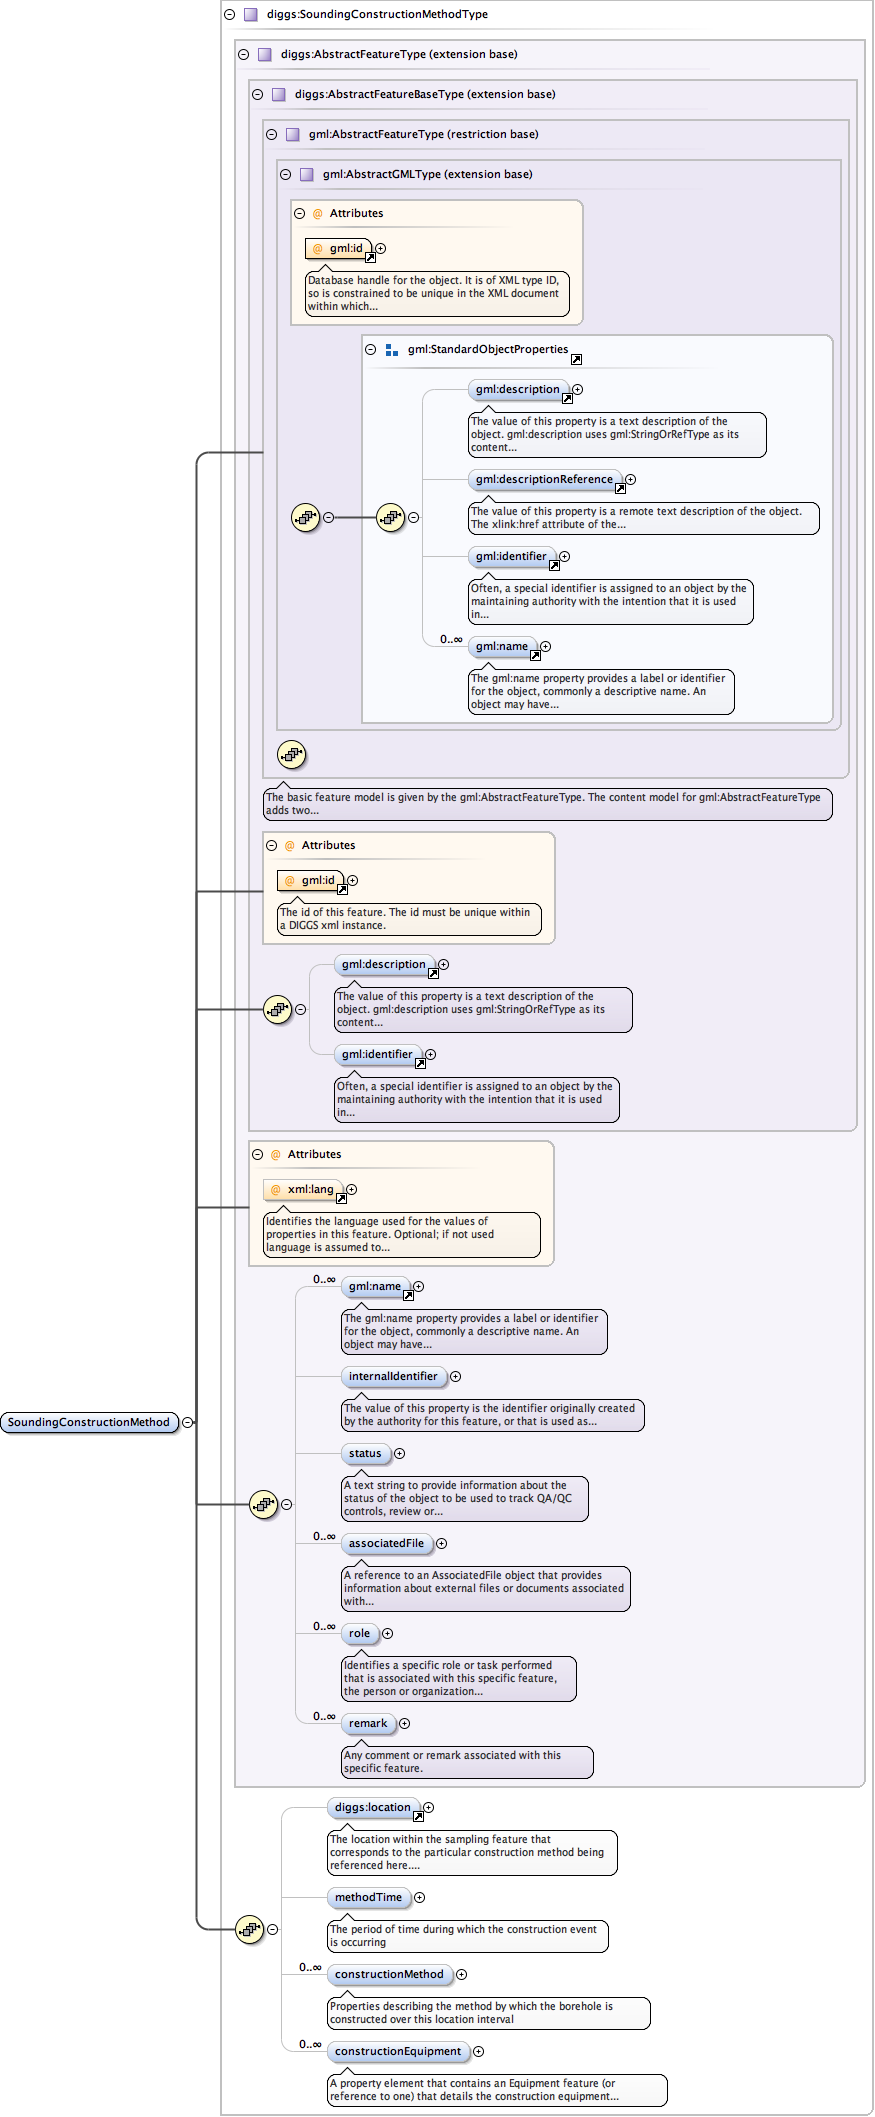 diggs:SoundingConstructionMethodType
diggs:AbstractFeatureType (extension base)
diggs:AbstractFeatureBaseType (extension base)
gml:AbstractFeatureType (restriction base)
gml:AbstractGMLType (extension base)
@ Attributes
@ gml:id
Database handle for the object. It is of XML type ID,
so is constrained to be unique in the XML document
within which...
gml:StandardObjectProperties
gml:description
The value of this property is a text description of the
object. gml:description uses gml:StringOrRefType as its
content...
gml:descriptionReference
The value of this property is a remote text description of the object.
The xlink:href attribute of the...
gml:identifier
Often, a special identifier is assigned to an object by the
maintaining authority with the intention that it is used
in...
0..∞
gml:name
The gml:name property provides a label or identifier
for the object, commonly a descriptive name. An
object may have...
The basic feature model is given by the gml:AbstractFeatureType. The content model for gml:AbstractFeatureType
adds two...
@ Attributes
@ gml:id
The id of this feature. The id must be unique within
a DIGGS xml instance.
gml:description
The value of this property is a text description of the
object. gml:description uses gml:StringOrRefType as its
content...
gml:identifier
Often, a special identifier is assigned to an object by the
maintaining authority with the intention that it is used
in...
@ Attributes
@ xml:lang
Identifies the language used for the values of
properties in this feature. Optional; if not used
language is assumed to...
0..∞
gml:name
The gml:name property provides a label or identifier
for the object, commonly a descriptive name. An
object may have...
internalIdentifier
The value of this property is the identifier originally created
by the authority for this feature, or that is used as...
SoundingConstructionMethod
status
A text string to provide information about the
status of the object to be used to track QA/QC
controls, review or...
0..∞
associatedFile
A reference to an AssociatedFile object that provides
information about external files or documents associated
with...
0..∞
role
Identifies a specific role or task performed
that is associated with this specific feature,
the person or organization...
0..∞
remark
Any comment or remark associated with this
specific feature.
diggs:location
The location within the sampling feature that
corresponds to the particular construction method being
referenced here....
methodTime
The period of time during which the construction event
is occurring
0..∞
constructionMethod
Properties describing the method by which the borehole is
constructed over this location interval
0..∞
constructionEquipment
A property element that contains an Equipment feature (or
reference to one) that details the construction equipment...